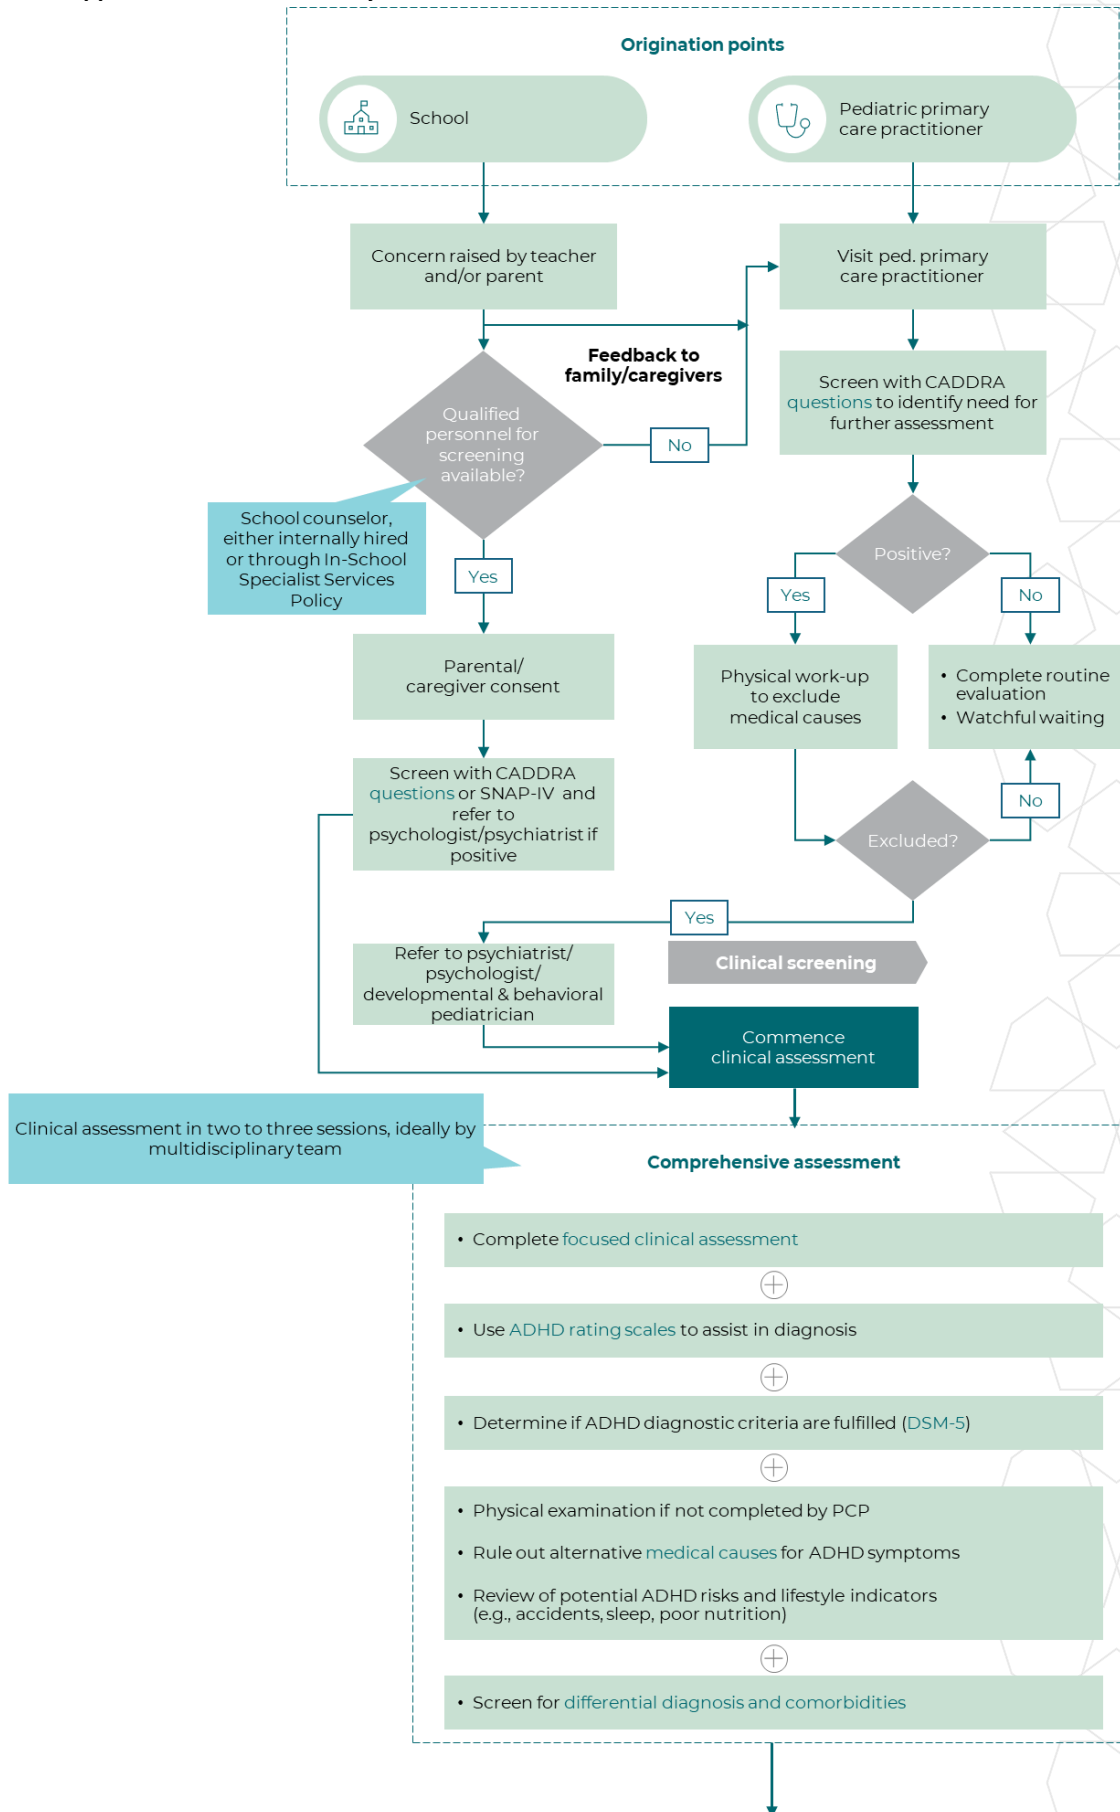 Origination points
School
Pediatric primary
care practitioner
Concern raised by teacher
and/or parent
Visit ped. primary
care practitioner
Feedback to
family/caregivers
Qualified
personnel for
screening
available?
No
Screen with CADDRA
questions to identify need for
further assessment
School counselor,
either internally hired
or through In-School
Specialist Services
Policy
Yes
Positive?
Yes
No
Parental/
caregiver consent
Physical work-up
to exclude
medical causes
• Complete routine
evaluation
• Watchful waiting
Screen with CADDRA
questions or SNAP-IV and
refer to
psychologist/psychiatrist if
positive
No
Excluded?
Yes
Refer to psychiatrist/
psychologist/
developmental & behavioral
pediatrician
Clinical screening
Commence
clinical assessment
Clinical assessment in two to three sessions, ideally by
multidisciplinary team
Comprehensive assessment
• Complete focused clinical assessment
• Use ADHD rating scales to assist in diagnosis
• Determine if ADHD diagnostic criteria are fulfilled (DSM-5)
• Physical examination if not completed by PCP
• Rule out alternative medical causes for ADHD symptoms
• Review of potential ADHD risks and lifestyle indicators
(e.g., accidents, sleep, poor nutrition)
• Screen for differential diagnosis and comorbidities